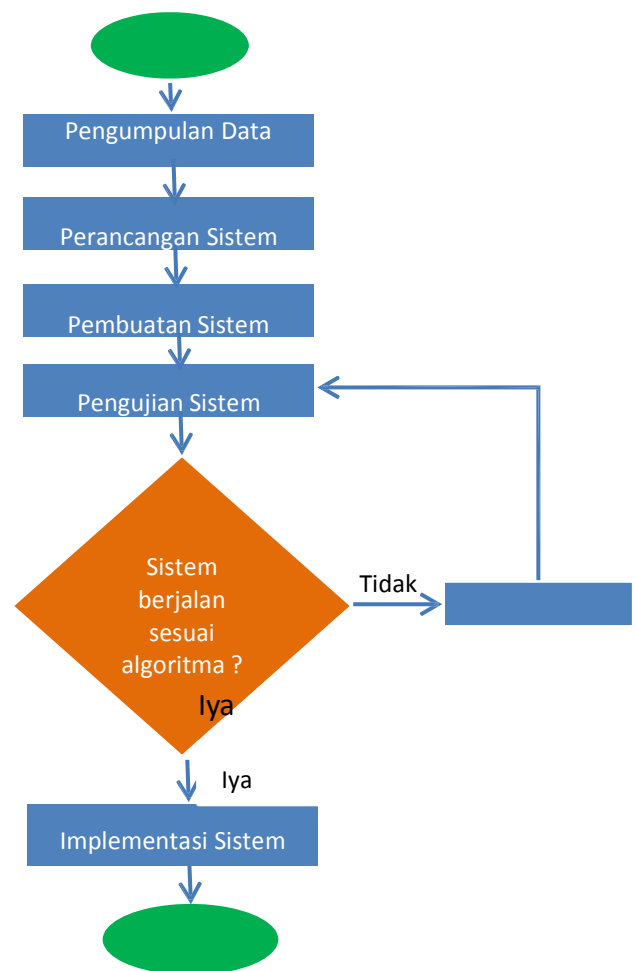 Pengumpulan Data
Perancangan Sistem
Pembuatan Sistem
Pengujian Sistem
Sistem
berjalan
sesuai
algoritma ?
Tidak
Iya
Iya
Implementasi Sistem